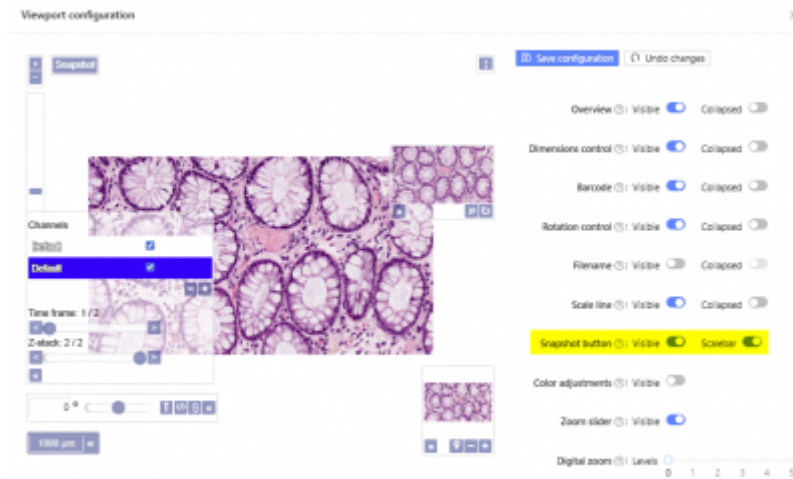 Viewport configuration
Snapshot
Save configuration
Undo changes
Overview ?: Visible Collapsed
Dimensions control ?: Visible Collapsed
Barcode ?: Visible Collapsed
Rotation control ?: Visible Collapsed
Filename ?: Visible Collapsed
Scale line ?: Visible Collapsed
Snapshot button ?: Visible Scalebar
Color adjustments ?: Visible
Zoom slider ?: Visible
Digital zoom ?: Levels
0 1 2 3 4 5
Channels
Default
Default
Time frame: 1 / 2
Z-stack: 2 / 2
0 °
1000 μm